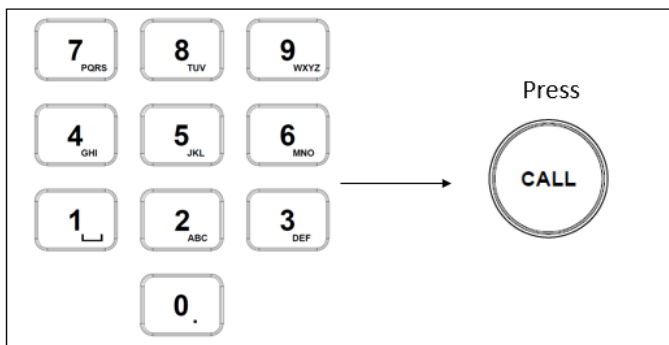 7 PQRS 8 TUV 9 WXYZ
Press
4 GHI 5 JKL 6 MNO
CALL
1 2 ABC 3 DEF
0 .